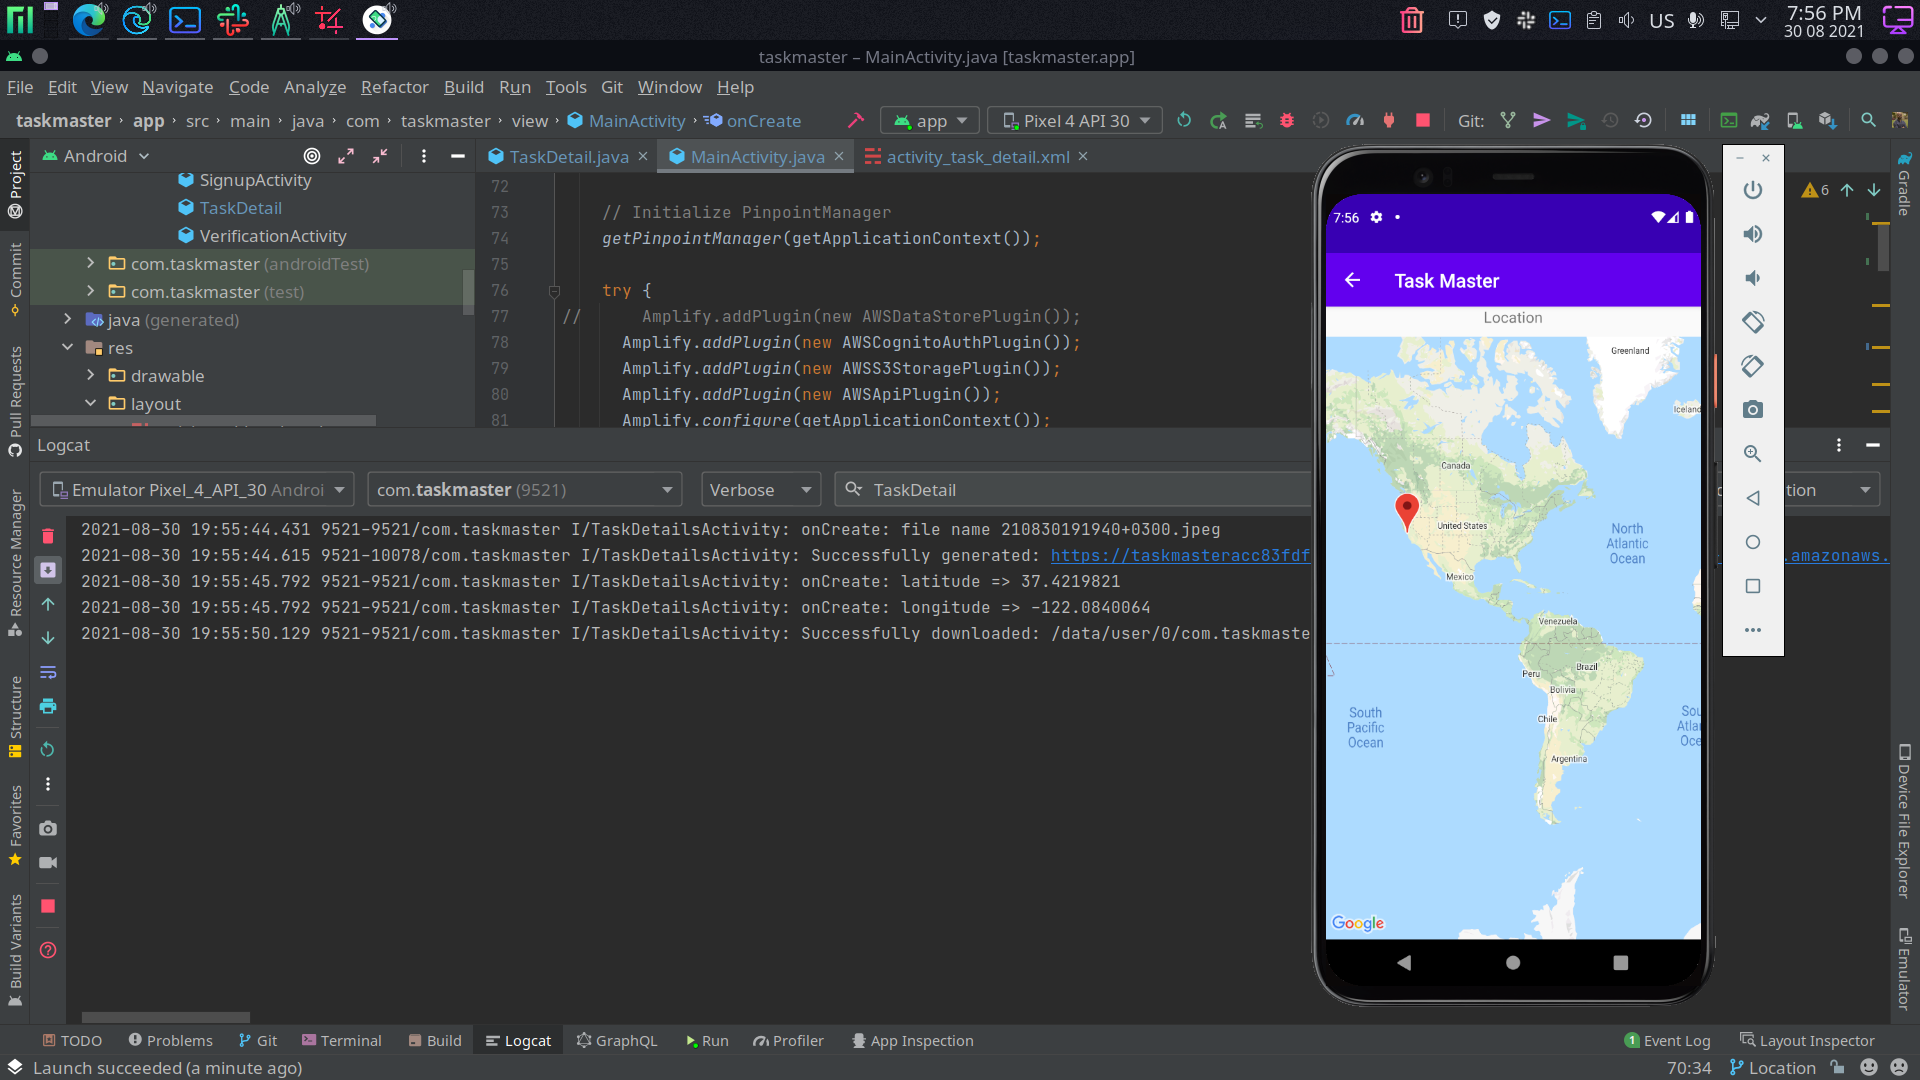 US
7:56 PM
30 08 2021
taskmaster – MainActivity.java [taskmaster.app]
File Edit View Navigate Code Analyze Refactor Build Run Tools Git Window Help
taskmaster app src main java com taskmaster view MainActivity onCreate
app
Pixel 4 API 30
Git:
Android
TaskDetail.java
MainActivity.java
activity_task_detail.xml
SignupActivity
TaskDetail
VerificationActivity
com.taskmaster (androidTest)
com.taskmaster (test)
java (generated)
res
drawable
layout
6
72
73 // Initialize PinpointManager
74 getPinpointManager(getApplicationContext());
75
76 try {
77 // Amplify.addPlugin(new AWSDataStorePlugin());
78 Amplify.addPlugin(new AWSCognitoAuthPlugin());
79 Amplify.addPlugin(new AWSS3StoragePlugin());
80 Amplify.addPlugin(new AWSApiPlugin());
81 Amplify.configure(getApplicationContext());
Logcat
Emulator Pixel_4_API_30 Androi
com.taskmaster (9521)
Verbose
TaskDetail
tion
2021-08-30 19:55:44.431 9521-9521/com.taskmaster I/TaskDetailsActivity: onCreate: file name 210830191940+0300.jpeg
2021-08-30 19:55:44.615 9521-10078/com.taskmaster I/TaskDetailsActivity: Successfully generated: https://taskmasteracc83fdf .amazonaws.
2021-08-30 19:55:45.792 9521-9521/com.taskmaster I/TaskDetailsActivity: onCreate: latitude => 37.4219821
2021-08-30 19:55:45.792 9521-9521/com.taskmaster I/TaskDetailsActivity: onCreate: longitude => -122.0840064
2021-08-30 19:55:50.129 9521-9521/com.taskmaster I/TaskDetailsActivity: Successfully downloaded: /data/user/0/com.taskmaste
7:56
Task Master
Location
Greenland
Iceland
Canada
United States
North
Atlantic
Ocean
Mexico
Venezuela
Brazil
Peru
Bolivia
South
Pacific
Ocean
Chile
Sou
Atla
Oce
Argentina
Google
Project
Commit
Pull Requests
Resource Manager
Structure
Favorites
Build Variants
Gradle
Device File Explorer
Emulator
TODO Problems Git Terminal Build Logcat GraphQL Run Profiler App Inspection
1 Event Log Layout Inspector
Launch succeeded (a minute ago)
70:34 Location